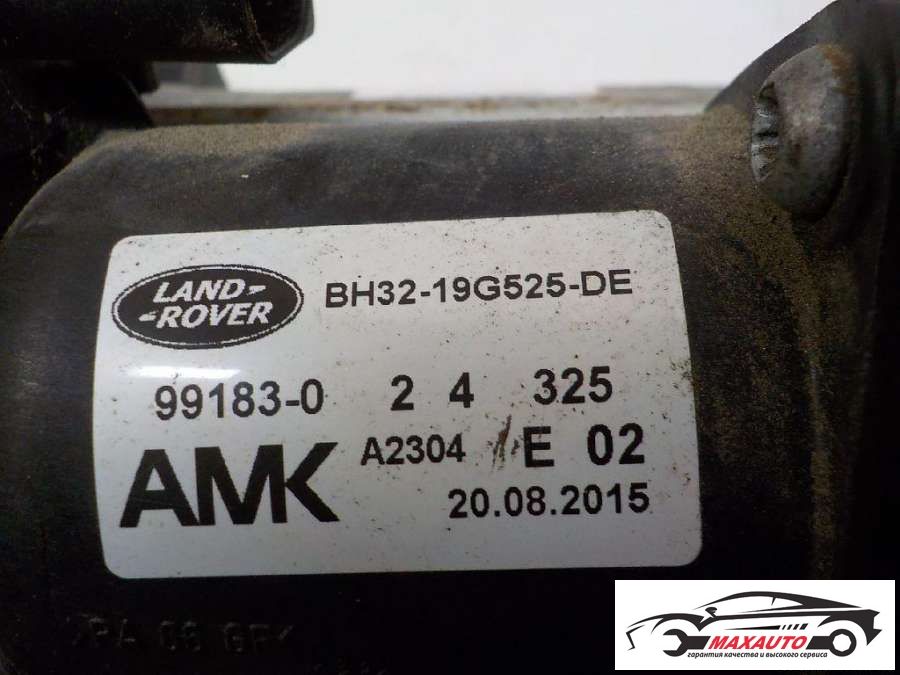 LAND-
-ROVER
BH32-19G525-DE
99183-0 2 4 325
AMK A2304 E 02
20.08.2015
MAXAUTO
гарантия качества и высокого сервиса